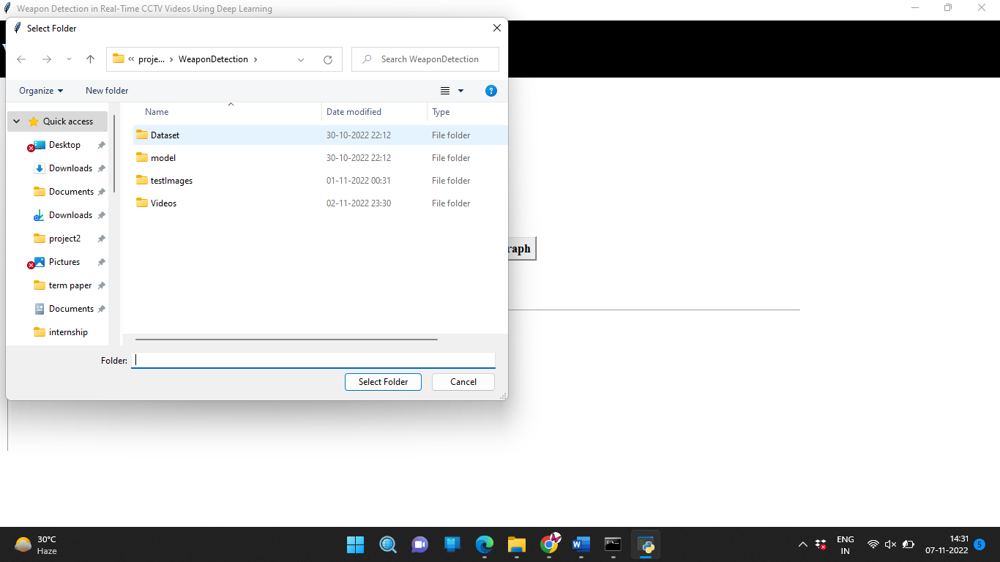 Weapon Detection in Real-Time CCTV Videos Using Deep Learning
Select Folder
« proje... › WeaponDetection ›
Search WeaponDetection
Organize
New folder
?
Name
Date modified
Type
Quick access
Desktop
Downloads
Documents
Downloads
project2
Pictures
term paper
Documents
internship
Dataset 30-10-2022 22:12 File folder
model 30-10-2022 22:12 File folder
testImages 01-11-2022 00:31 File folder
Videos 02-11-2022 23:30 File folder
raph
Folder:
Select Folder
Cancel
30°C
Haze
ENG
IN
14:31
07-11-2022
5